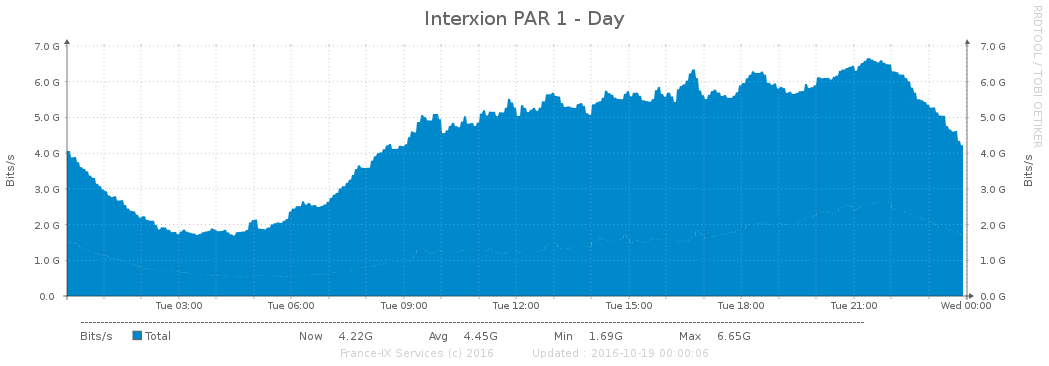 Interxion PAR 1 - Day
RRDTOOL / TOBI OETIKER
Bits/s
7.0 G
6.0 G
5.0 G
4.0 G
3.0 G
2.0 G
1.0 G
0.0
7.0 G
6.0 G
5.0 G
4.0 G
3.0 G
2.0 G
1.0 G
0.0 G
Bits/s
Tue 03:00 Tue 06:00 Tue 09:00 Tue 12:00 Tue 15:00 Tue 18:00 Tue 21:00 Wed 00:00
Bits/s Total Now 4.22G Avg 4.45G Min 1.69G Max 6.65G
France-IX Services (c) 2016 Updated : 2016-10-19 00:00:06